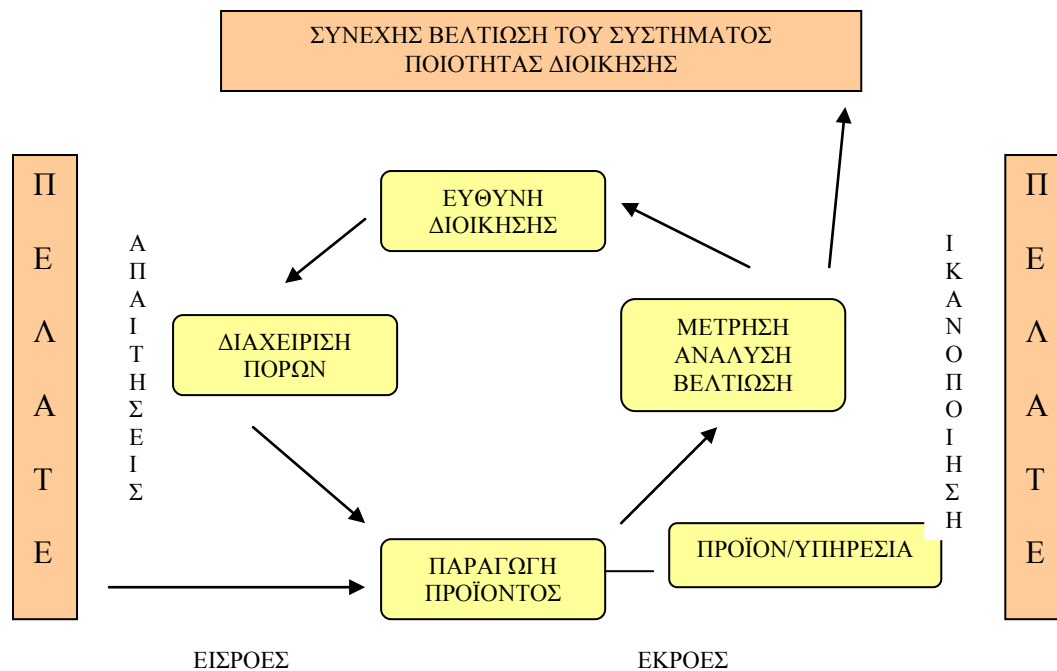 ΣΥΝΕΧΗΣ ΒΕΛΤΙΩΣΗ ΤΟΥ ΣΥΣΤΗΜΑΤΟΣ
ΠΟΙΟΤΗΤΑΣ ΔΙΟΙΚΗΣΗΣ
ΠΕΛΑΤΕ
ΑΠΑΙΤΗΣΕΙΣ
ΕΥΘΥΝΗ
ΔΙΟΙΚΗΣΗΣ
ΔΙΑΧΕΙΡΙΣΗ
ΠΟΡΩΝ
ΜΕΤΡΗΣΗ
ΑΝΑΛΥΣΗ
ΒΕΛΤΙΩΣΗ
ΙΚΑΝΟΠΟΙΗΣΗ
ΠΕΛΑΤΕ
ΠΑΡΑΓΩΓΗ
ΠΡΟΪΟΝΤΟΣ
ΠΡΟΪΟΝ/ΥΠΗΡΕΣΙΑ
ΕΙΣΡΟΕΣ
ΕΚΡΟΕΣ